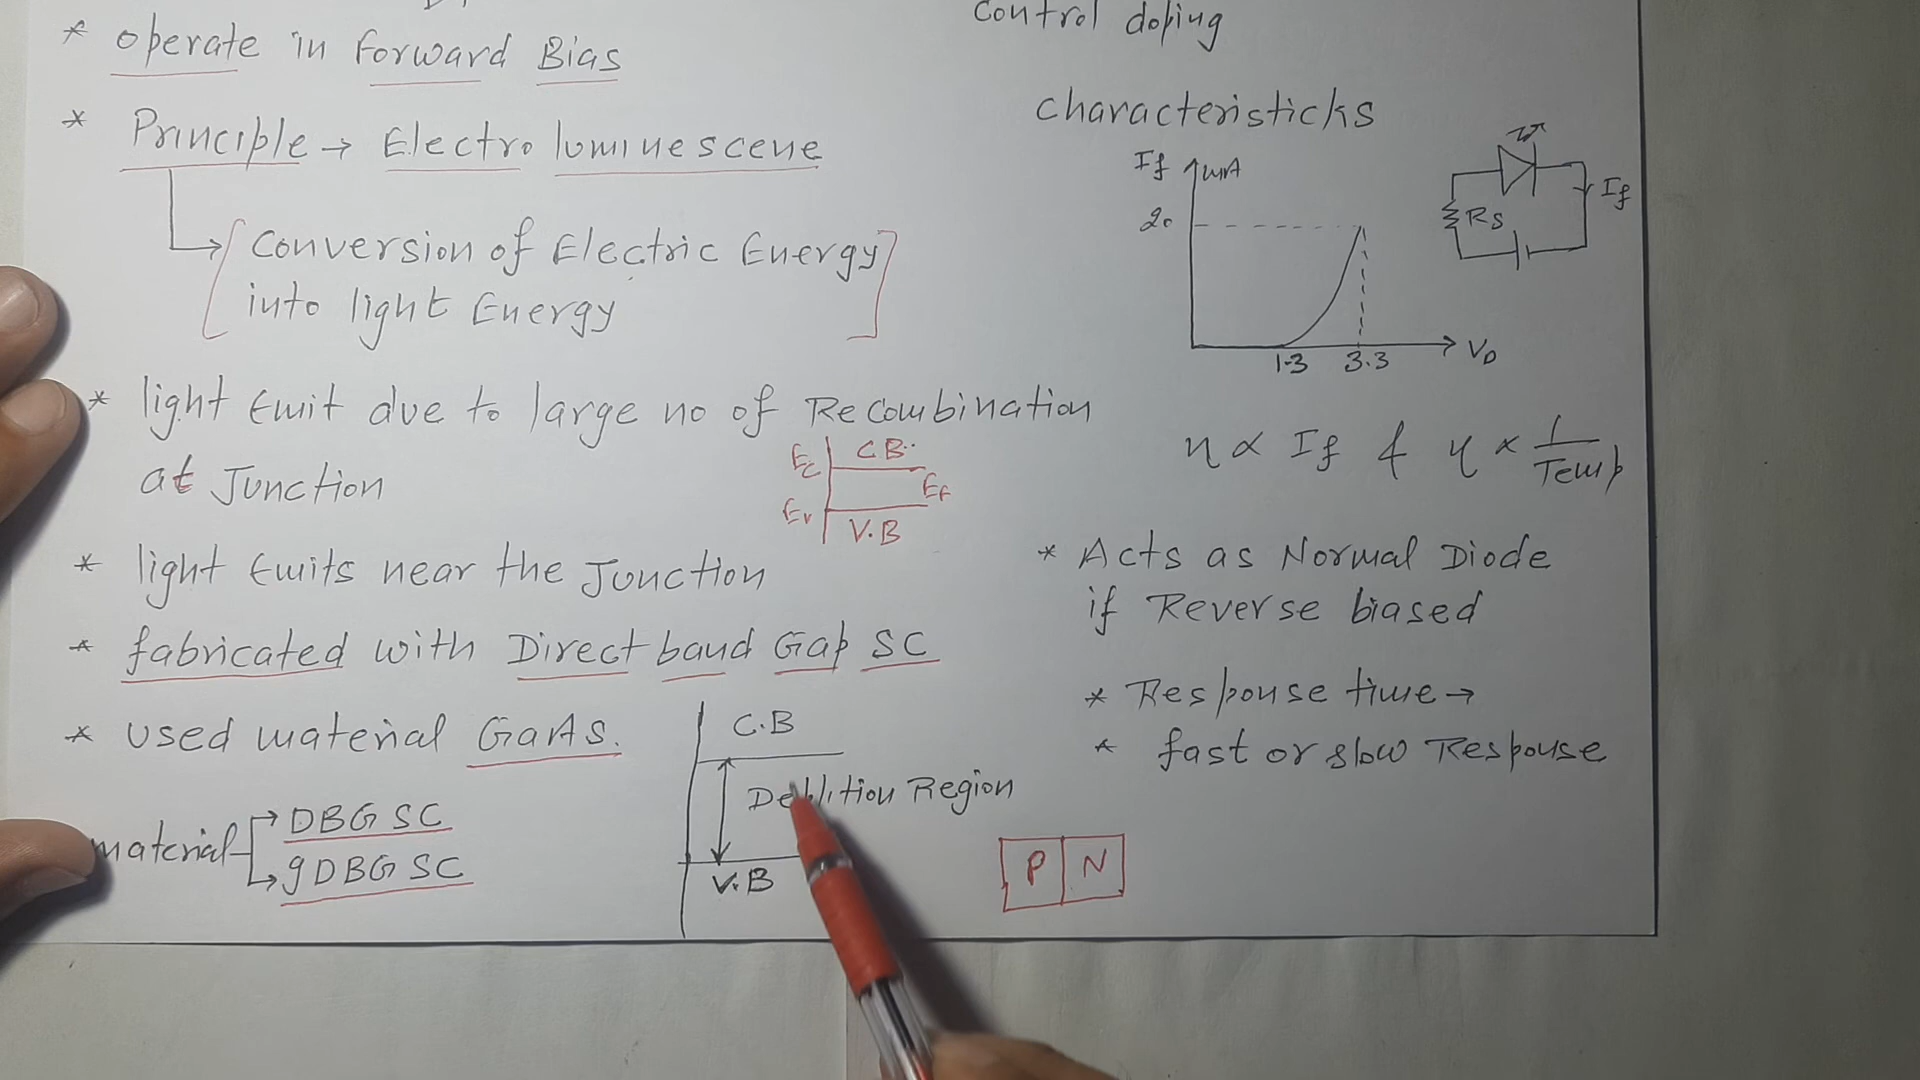 * operate in forward Bias
* Principle → Electro luminescene
Conversion of Electric Energy
into light Energy
* light Emit due to large no of Recombination
at Junction
Ec C.B.
Ef
Ev V.B
* light Emits near the Junction
* fabricated with Direct band Gap SC
* used material GaAs.
material
DBG SC
gDBG SC
C.B
Deplition Region
V.B
P N
Control doping
characteristicks
If mA
20
1.3 3.3 VD
Rs
If
η ∝ If & η ∝ 1/Temp
* Acts as Normal Diode
if Reverse biased
* Response time →
* fast or slow Response